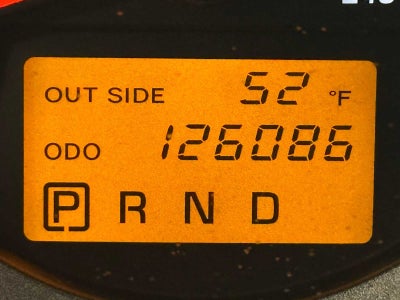 OUT SIDE 52 °F
ODO 126086
P R N D